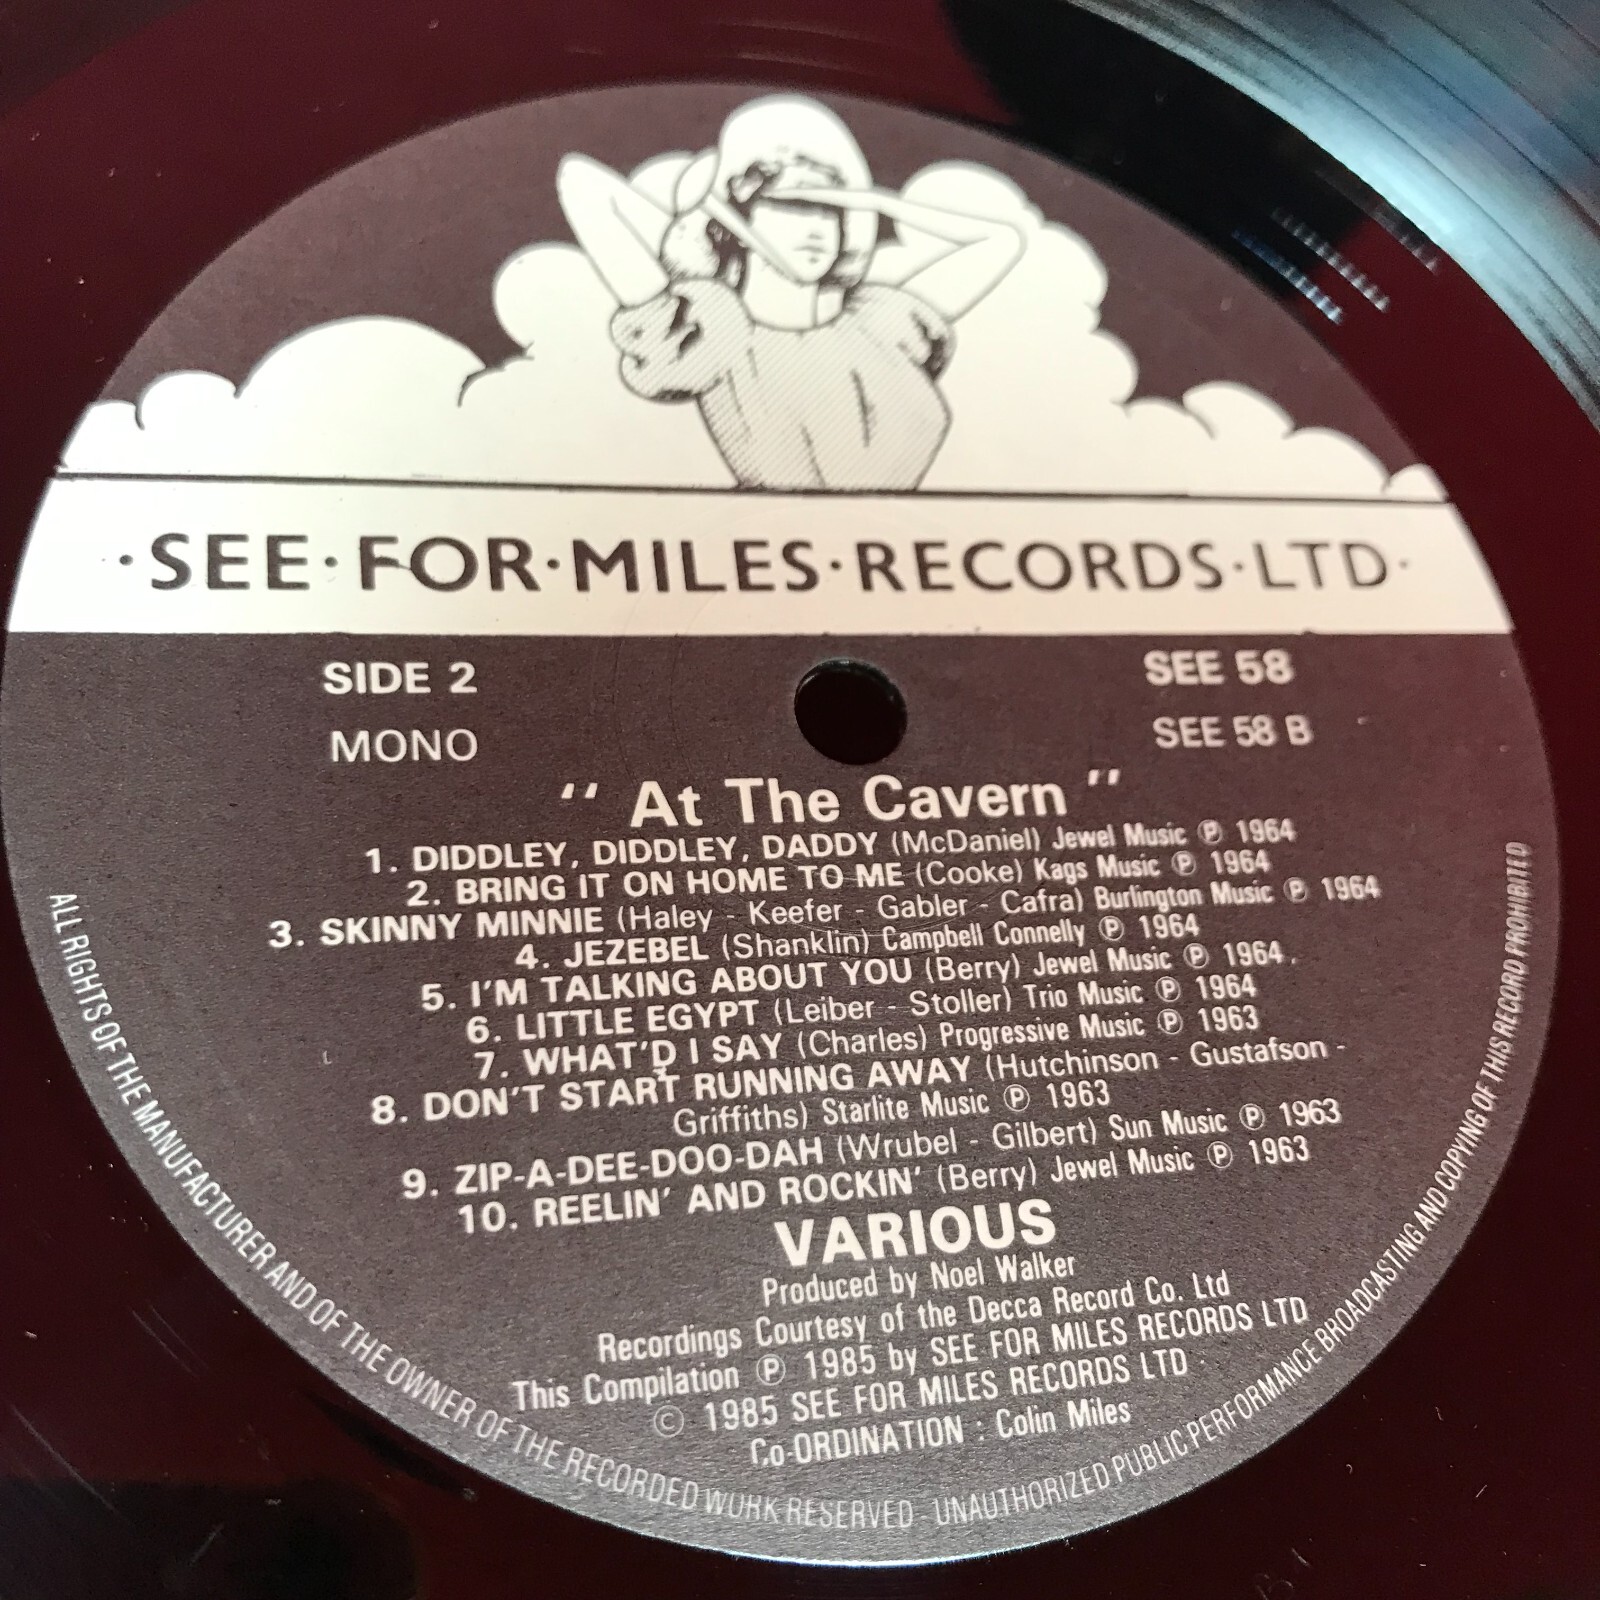 ·SEE·FOR·MILES·RECORDS·LTD·
SIDE 2
SEE 58
MONO
SEE 58 B
" At The Cavern "
1. DIDDLEY, DIDDLEY, DADDY (McDaniel) Jewel Music ℗ 1964
2. BRING IT ON HOME TO ME (Cooke) Kags Music ℗ 1964
3. SKINNY MINNIE (Haley - Keefer - Gabler - Cafra) Burlington Music ℗ 1964
4. JEZEBEL (Shanklin) Campbell Connelly ℗ 1964
5. I'M TALKING ABOUT YOU (Berry) Jewel Music ℗ 1964.
6. LITTLE EGYPT (Leiber - Stoller) Trio Music ℗ 1964
7. WHAT'D I SAY (Charles) Progressive Music ℗ 1963
8. DON'T START RUNNING AWAY (Hutchinson - Gustafson -
Griffiths) Starlite Music ℗ 1963
9. ZIP-A-DEE-DOO-DAH (Wrubel - Gilbert) Sun Music ℗ 1963
10. REELIN' AND ROCKIN' (Berry) Jewel Music ℗ 1963
VARIOUS
Produced by Noel Walker
Recordings Courtesy of the Decca Record Co. Ltd
This Compilation ℗ 1985 by SEE FOR MILES RECORDS LTD
© 1985 SEE FOR MILES RECORDS LTD
Co-ORDINATION : Colin Miles
ALL RIGHTS OF THE MANUFACTURER AND OF THE OWNER OF THE RECORDED WORK RESERVED UNAUTHORIZED PUBLIC PERFORMANCE BROADCASTING AND COPYING OF THIS RECORD PROHIBITED